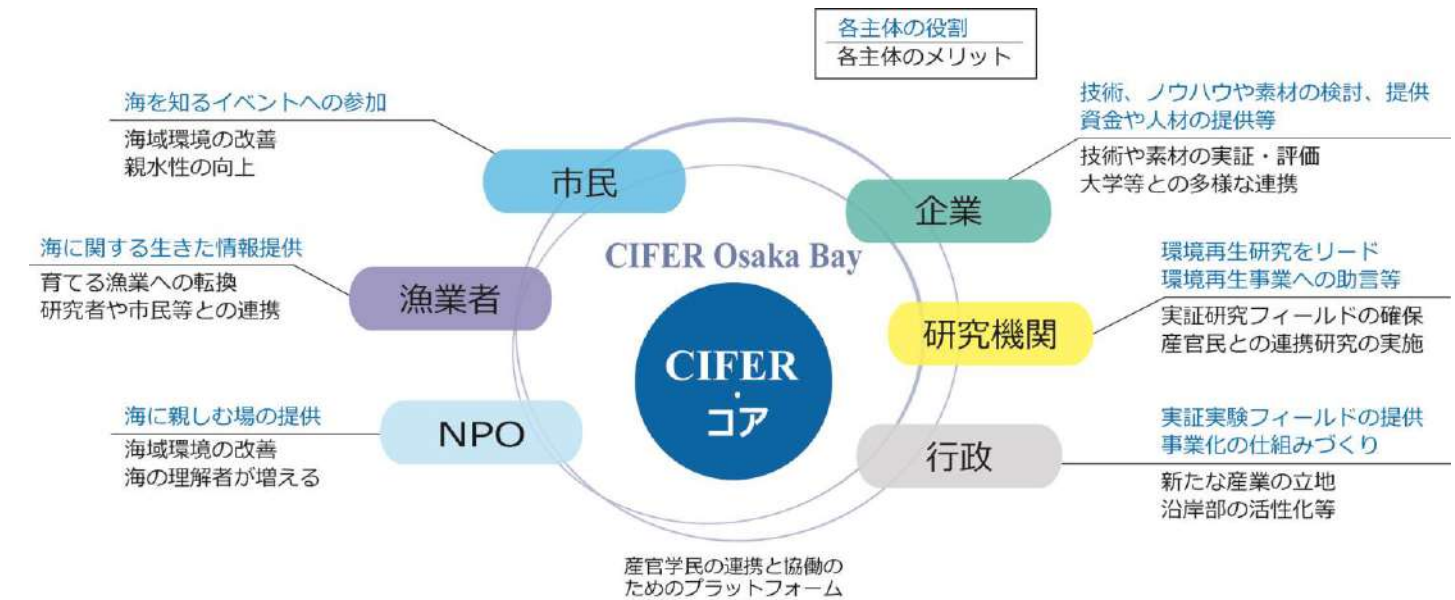 各主体の役割
各主体のメリット
海を知るイベントへの参加
海域環境の改善
親水性の向上
市民
技術、ノウハウや素材の検討、提供
資金や人材の提供等
技術や素材の実証・評価
大学等との多様な連携
企業
海に関する生きた情報提供
育てる漁業への転換
研究者や市民等との連携
漁業者
CIFER Osaka Bay
環境再生研究をリード
環境再生事業への助言等
実証研究フィールドの確保
産官民との連携研究の実施
研究機関
CIFER
・
コア
海に親しむ場の提供
海域環境の改善
海の理解者が増える
NPO
実証実験フィールドの提供
事業化の仕組みづくり
新たな産業の立地
沿岸部の活性化等
行政
産官学民の連携と協働の
ためのプラットフォーム